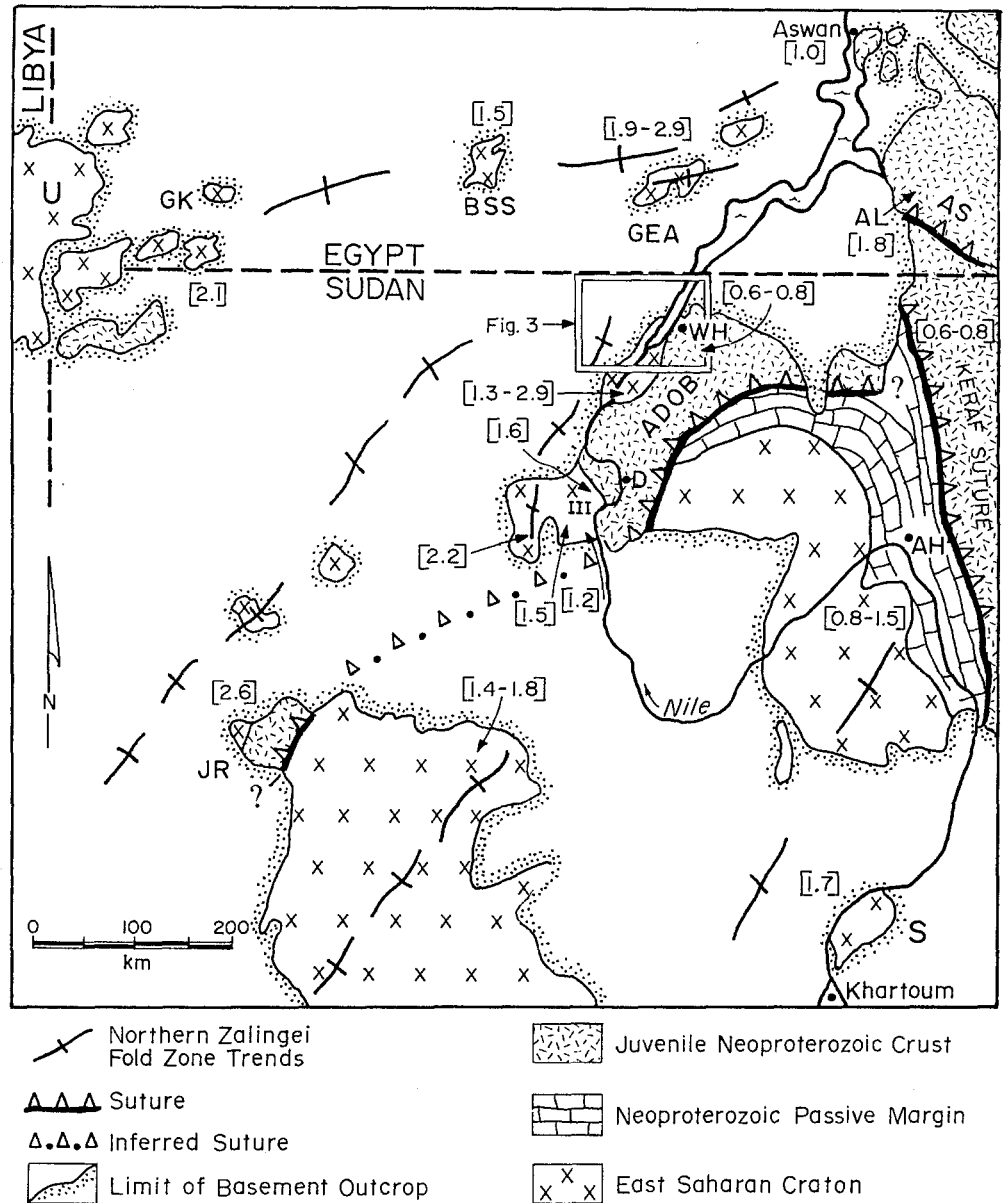 LIBYA
Aswan
[1.0]
[1.5]
[1.9-2.9]
U
GK
BSS
GEA
AL
[1.8]
AS
EGYPT
SUDAN
[2.1]
[0.6-0.8]
Fig. 3
WH
[0.6-0.8]
KERAF SUTURE
?
[1.3-2.9]
ADOB
[1.6]
D
III
AH
[2.2]
[1.5]
[1.2]
[0.8-1.5]
N
[2.6]
[1.4-1.8]
Nile
JR
?
[1.7]
S
0 100 200
km
Khartoum
Northern Zalingei
Fold Zone Trends
Suture
Inferred Suture
Limit of Basement Outcrop
Juvenile Neoproterozoic Crust
Neoproterozoic Passive Margin
East Saharan Craton